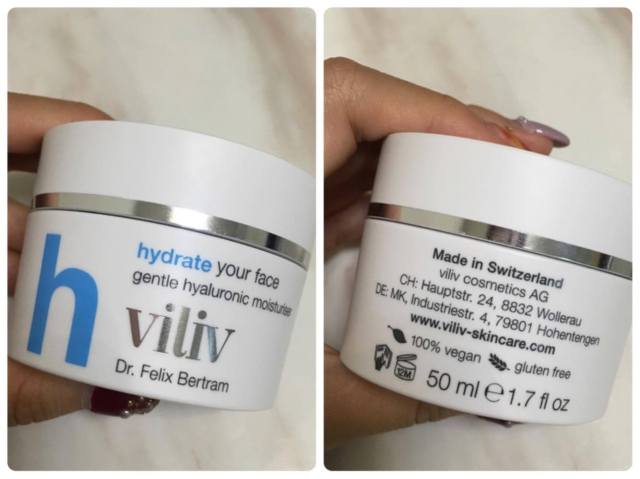 h
hydrate your face
gentle hyaluronic moisturiser
viliv
Dr. Felix Bertram
Made in Switzerland
viliv cosmetics AG
CH: Hauptstr. 24, 8832 Wollerau
DE: MK, Industriestr. 4, 79801 Hohentengen
www.viliv-skincare.com
100% vegan gluten free
12M
50 ml ℮ 1.7 fl oz